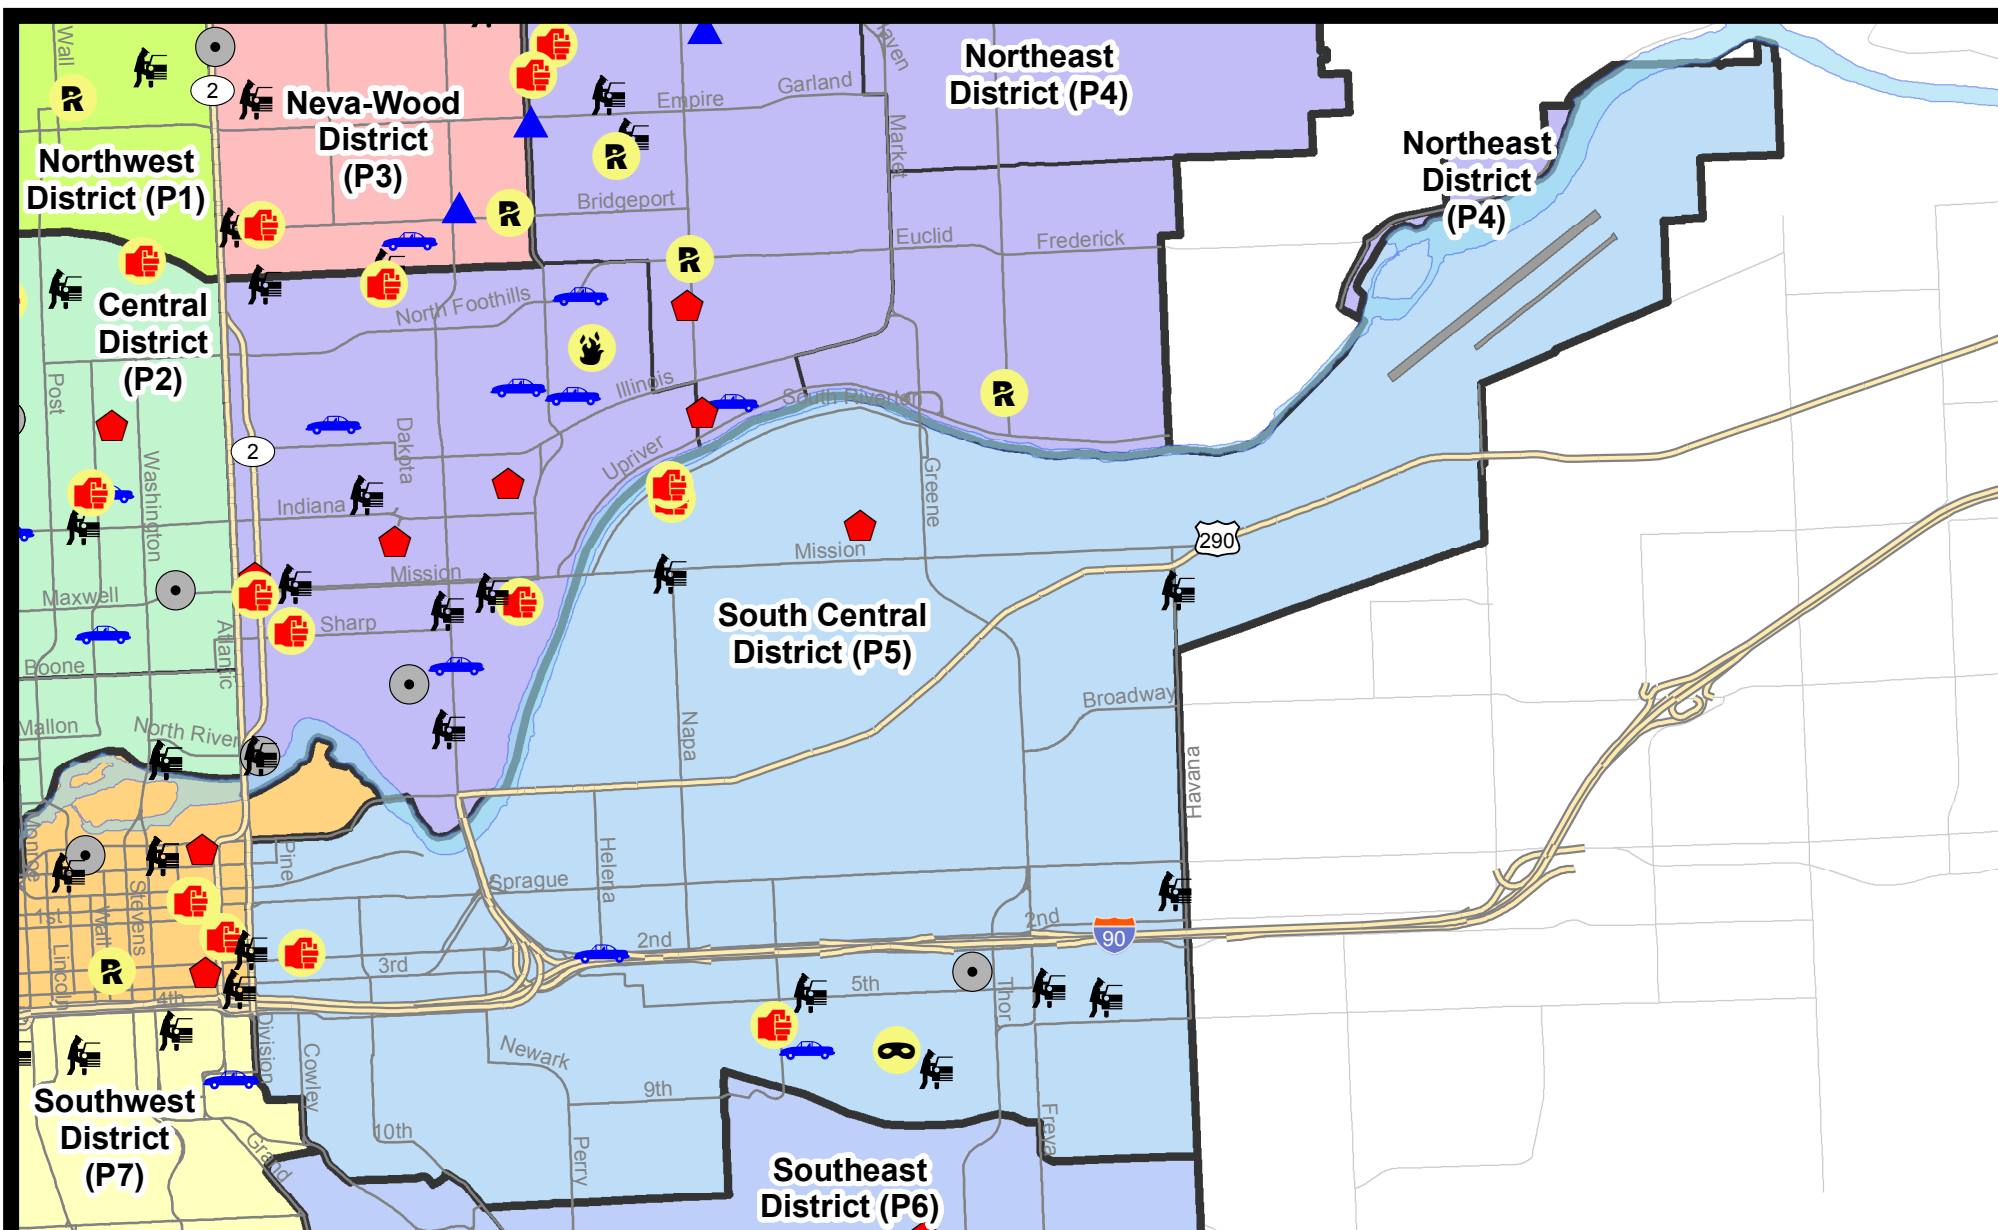 Wall
2
Neva-Wood
District
(P3)
Northwest
District (P1)
Empire
Garland
Haven
Market
Northeast
District (P4)
Northeast
District
(P4)
Bridgeport
Euclid
Frederick
Central
District
(P2)
North Foothills
Post
Washington
2
Dakota
Illinois
Upriver
South Riverton
Greene
Indiana
Mission
Mission
290
Maxwell
Sharp
Atlantic
Boone
Mallon
North River
South Central
District (P5)
Napa
Broadway
Havana
Monroe
Pine
Helena
Sprague
1st
Wall
Stevens
Lincoln
2nd
2nd
90
3rd
4th
5th
Thor
Division
Cowley
Newark
9th
10th
Perry
Freya
Grand
Southwest
District
(P7)
Southeast
District (P6)